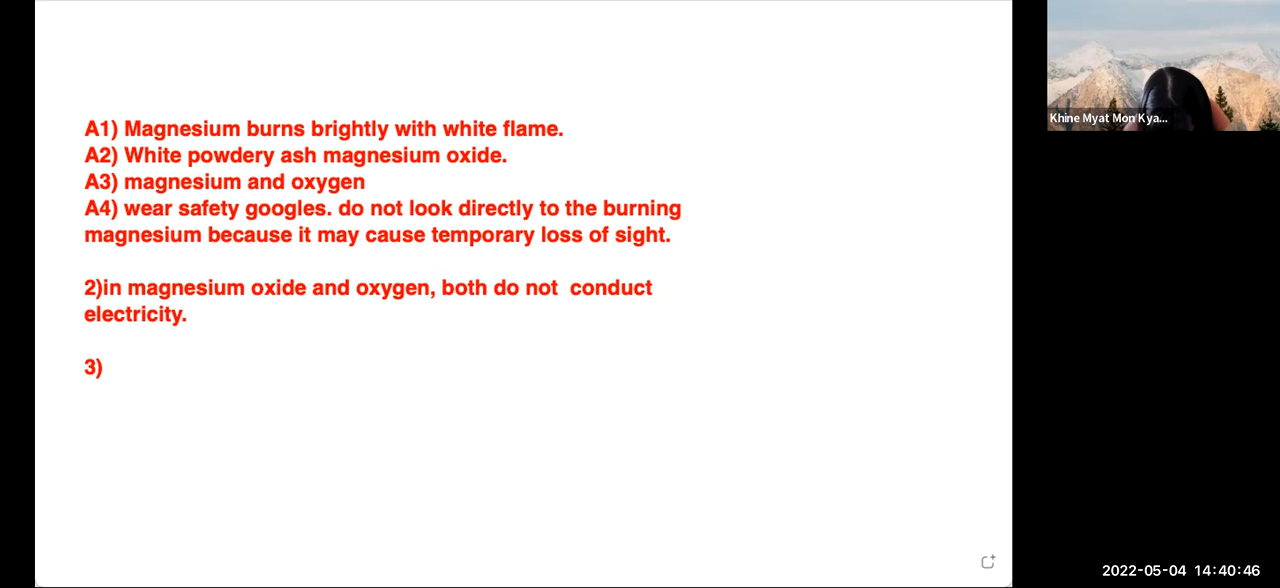 A1) Magnesium burns brightly with white flame.
A2) White powdery ash magnesium oxide.
A3) magnesium and oxygen
A4) wear safety googles. do not look directly to the burning
magnesium because it may cause temporary loss of sight.
2)in magnesium oxide and oxygen, both do not  conduct
electricity.
3)
Khine Myat Mon Kya...
2022-05-04 14:40:46